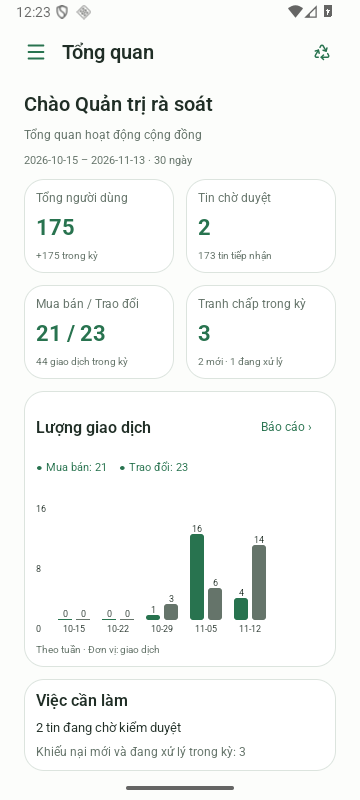 12:23
Tổng quan
Chào Quản trị rà soát
Tổng quan hoạt động cộng đồng
2026-10-15 – 2026-11-13 · 30 ngày
Tổng người dùng
175
+175 trong kỳ
Tin chờ duyệt
2
173 tin tiếp nhận
Mua bán / Trao đổi
21 / 23
44 giao dịch trong kỳ
Tranh chấp trong kỳ
3
2 mới · 1 đang xử lý
Lượng giao dịch
Báo cáo ›
● Mua bán: 21 ● Trao đổi: 23
16
8
0
0 0 0 0 1 3 16 6 4 14
10-15 10-22 10-29 11-05 11-12
Theo tuần · Đơn vị: giao dịch
Việc cần làm
2 tin đang chờ kiểm duyệt
Khiếu nại mới và đang xử lý trong kỳ: 3